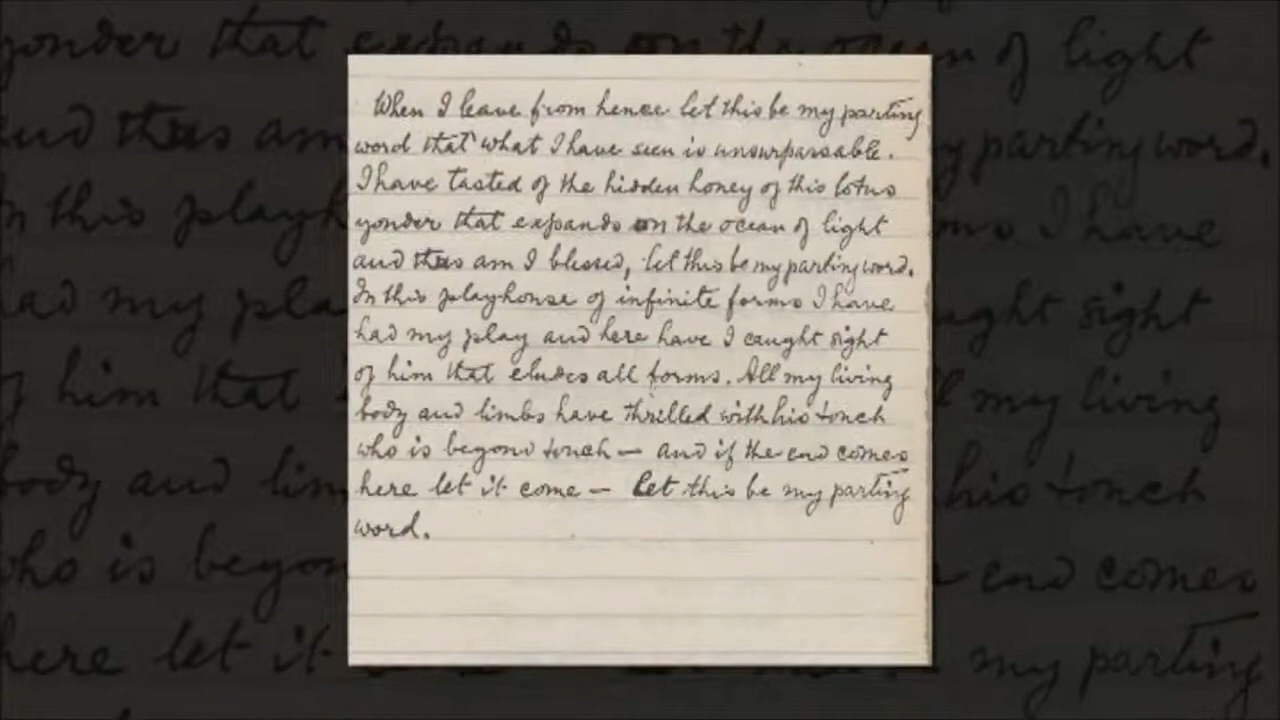 When I leave from hence let this be my parting
word that what I have seen is unsurpassable.
I have tasted of the hidden honey of this lotus
yonder that expands on the ocean of light
and thus am I blessed, let this be my parting word.
In this playhouse of infinite forms I have
had my play and here have I caught sight
of him that eludes all forms. All my living
body and limbs have thrilled with his touch
who is beyond touch — and if the end comes
here let it come — Let this be my parting
word.